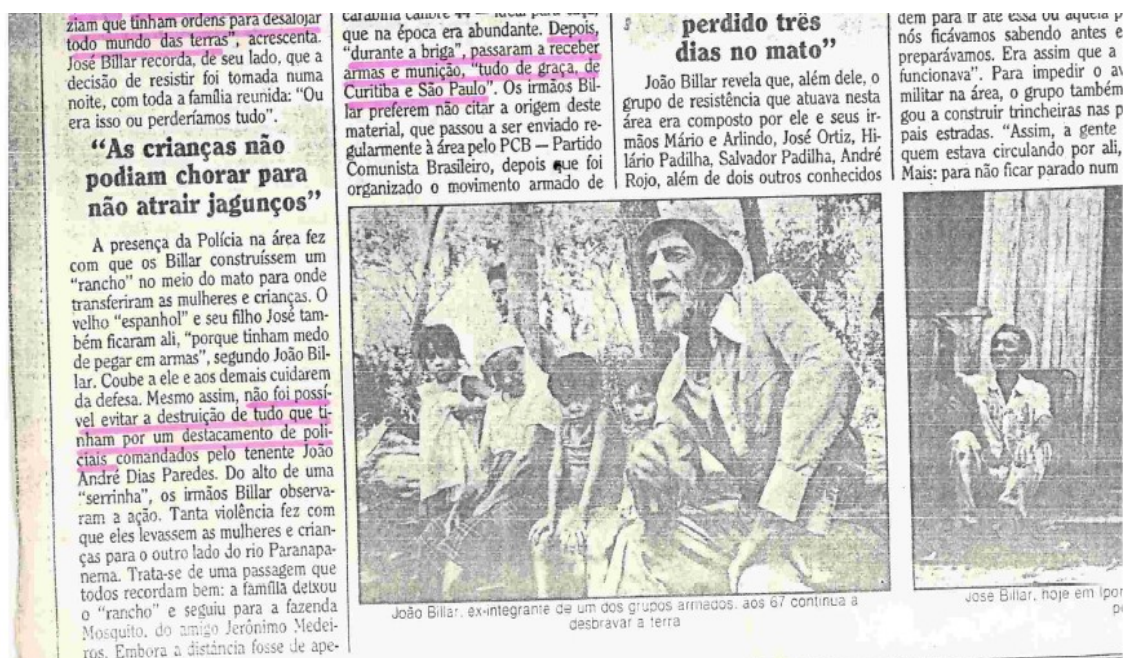 ziam que tinham ordens para desalojar
todo mundo das terras", acrescenta.
José Billar recorda, de seu lado, que a
decisão de resistir foi tomada numa
noite, com toda a família reunida: "Ou
era isso ou perderíamos tudo".
"As crianças não
podiam chorar para
não atrair jagunços"
A presença da Polícia na área fez
com que os Billar construíssem um
"rancho" no meio do mato para onde
transferiram as mulheres e crianças. O
velho "espanhol" e seu filho José tam-
bém ficaram ali, "porque tinham medo
de pegar em armas", segundo João Bil-
lar. Coube a ele e aos demais cuidarem
da defesa. Mesmo assim, não foi possí-
vel evitar a destruição de tudo que ti-
nham por um destacamento de poli-
ciais comandados pelo tenente João
André Dias Paredes. Do alto de uma
"serrinha", os irmãos Billar observa-
ram a ação. Tanta violência fez com
que eles levassem as mulheres e crian-
ças para o outro lado do rio Paranapa-
nema. Trata-se de uma passagem que
todos recordam bem: a família deixou
o "rancho" e seguiu para a fazenda
Mosquito, do amigo Jerônimo Medei-
ros. Embora a distância fosse de ape-
que na época era abundante. Depois,
"durante a briga", passaram a receber
armas e munição, "tudo de graça, de
Curitiba e São Paulo". Os irmãos Bil-
lar preferem não citar a origem deste
material, que passou a ser enviado re-
gularmente à área pelo PCB — Partido
Comunista Brasileiro, depois que foi
organizado o movimento armado de
perdido três
dias no mato"
João Billar revela que, além dele, o
grupo de resistência que atuava nesta
área era composto por ele e seus ir-
mãos Mário e Arlindo, José Ortiz, Hi-
lário Padilha, Salvador Padilha, André
Rojo, além de dois outros conhecidos
dem para ir até essa ou aquela p
nós ficávamos sabendo antes e
preparávamos. Era assim que a
funcionava". Para impedir o av
militar na área, o grupo também
gou a construir trincheiras nas p
pais estradas. "Assim, a gente
quem estava circulando por ali,
Mais: para não ficar parado num
João Billar, ex-integrante de um dos grupos armados, aos 67 continua a
desbravar a terra
José Billar, hoje em Ipor